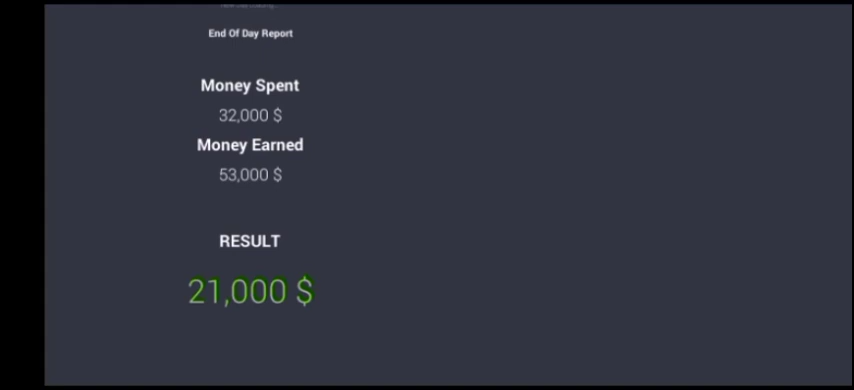 End Of Day Report
Money Spent
32,000 $
Money Earned
53,000 $
RESULT
21,000 $